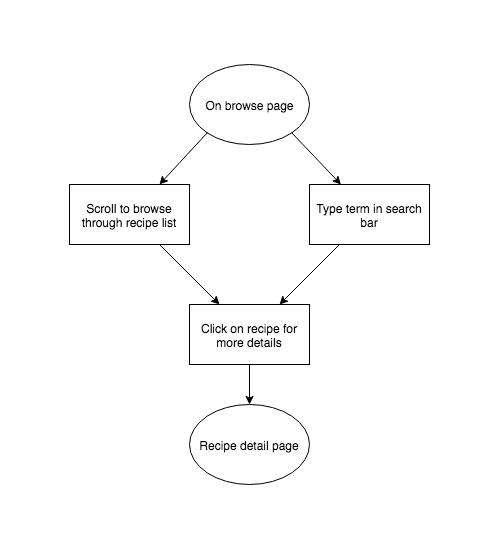 On browse page
Scroll to browse
through recipe list
Type term in search
bar
Click on recipe for
more details
Recipe detail page